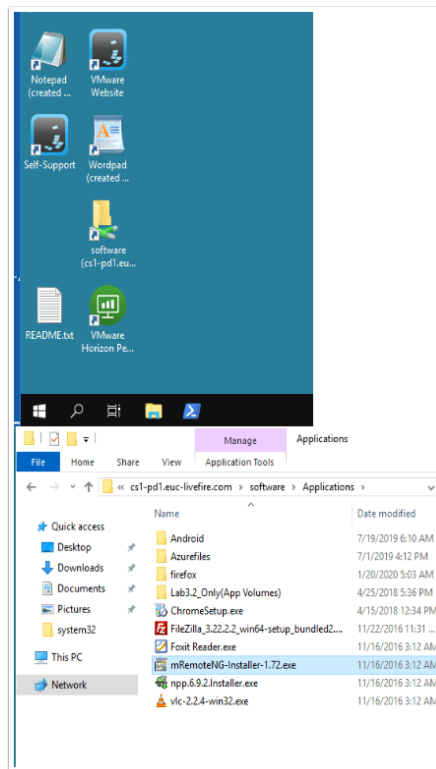 Notepad
(created ...
VMware
Website
Self-Support
Wordpad
(created ...
software
(cs1-pd1.eu...
README.txt
VMware
Horizon Pe...
Manage
Applications
File
Home
Share
View
Application Tools
« cs1-pd1.euc-livefire.com > software > Applications >
Name
Date modified
Quick access
Desktop
Downloads
Documents
Pictures
system32
This PC
Network
Android
7/19/2019 6:10 AM
Azurefiles
7/1/2019 4:12 PM
firefox
1/20/2020 5:03 AM
Lab3.2_Only(App Volumes)
4/25/2018 5:36 PM
ChromeSetup.exe
4/15/2018 12:34 PM
FileZilla_3.22.2.2_win64-setup_bundled2....
11/22/2016 11:31 ...
Foxit Reader.exe
11/16/2016 3:12 AM
mRemoteNG-Installer-1.72.exe
11/16/2016 3:12 AM
npp.6.9.2.Installer.exe
11/16/2016 3:12 AM
vlc-2.2.4-win32.exe
11/16/2016 3:12 AM